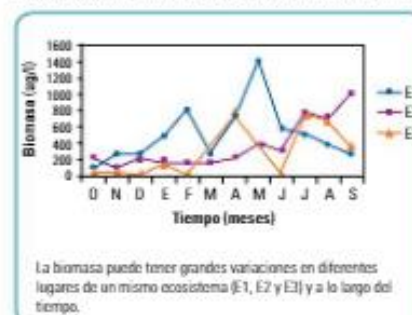 1600
1400
1200
1000
800
600
400
200
0
Biomasa (ug/l)
O N D E F M A M J J A S
Tiempo (meses)
E
E
E
La biomasa puede tener grandes variaciones en diferentes
lugares de un mismo ecosistema (E1, E2 y E3) y a lo largo del
tiempo.